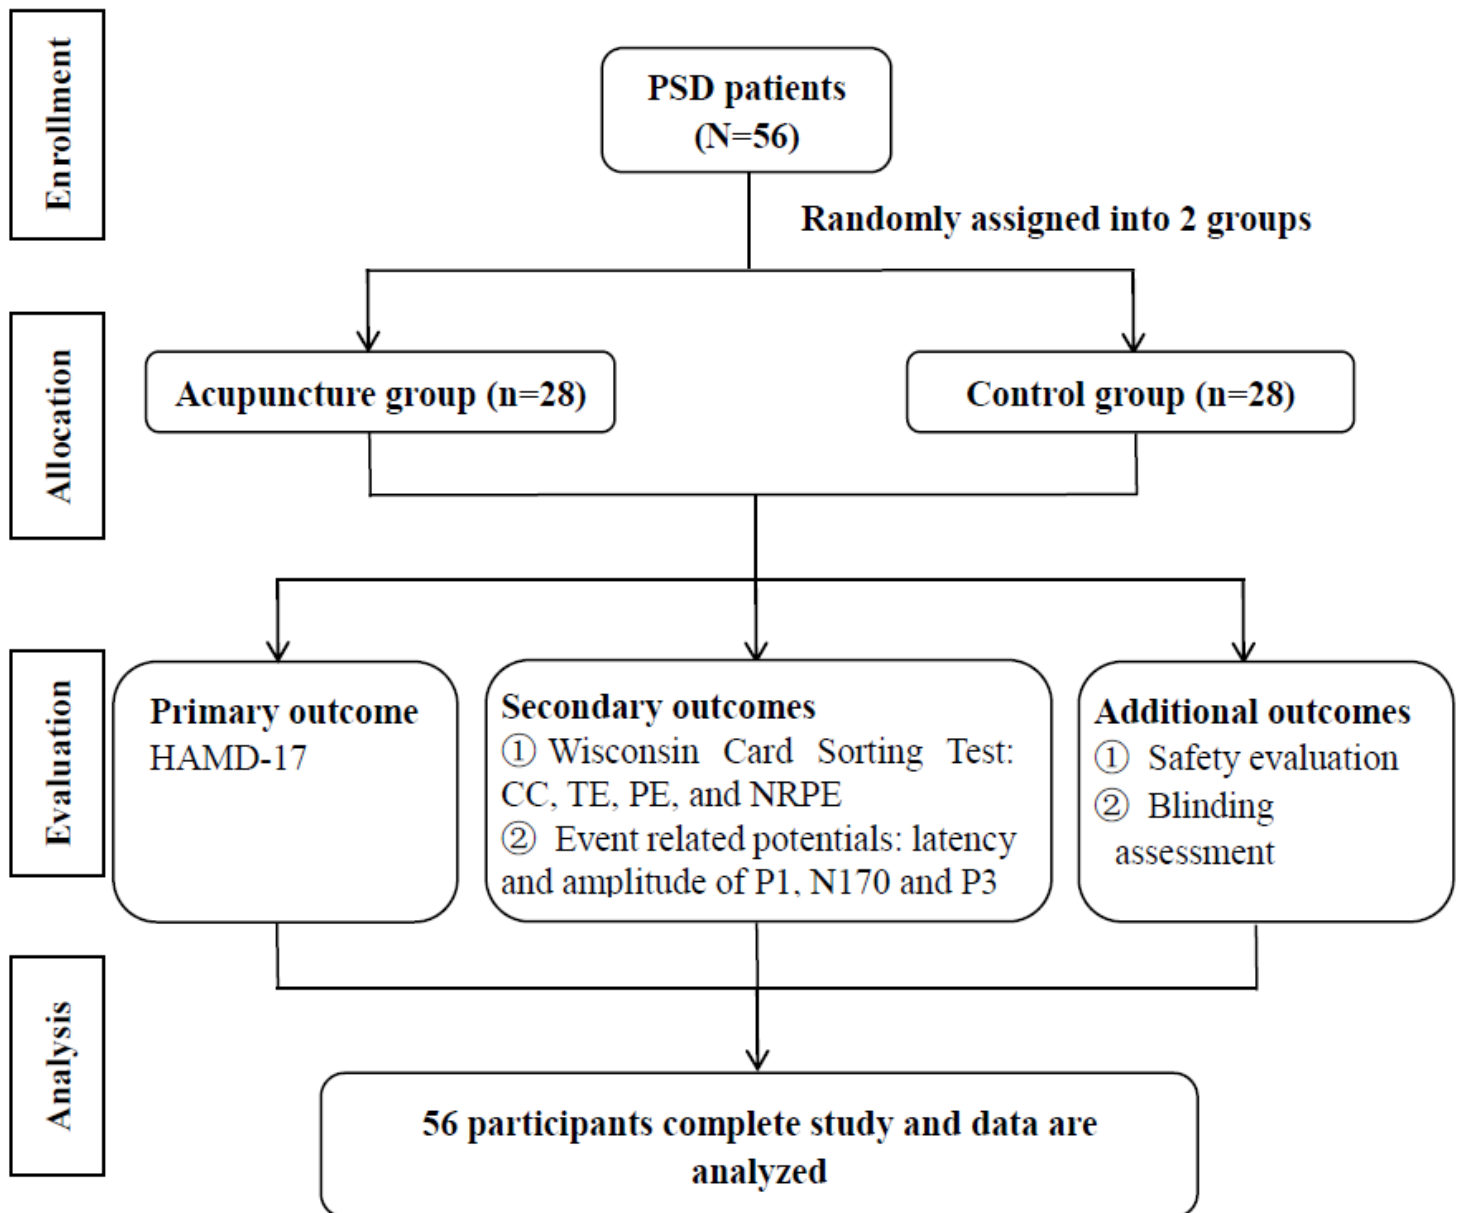 Enrollment
PSD patients
(N=56)
Randomly assigned into 2 groups
Allocation
Acupuncture group (n=28)
Control group (n=28)
Evaluation
Primary outcome
HAMD-17
Secondary outcomes
① Wisconsin Card Sorting Test:
CC, TE, PE, and NRPE
② Event related potentials: latency
and amplitude of P1, N170 and P3
Additional outcomes
① Safety evaluation
② Blinding
assessment
Analysis
56 participants complete study and data are
analyzed